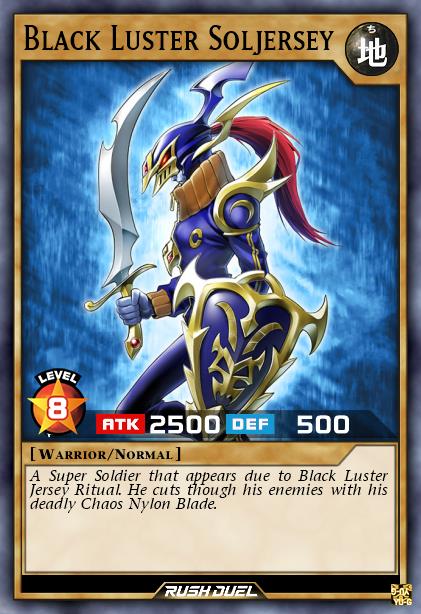 Black Luster Soljersey
ち
地
LEVEL
8
ATK 2500 DEF 500
[Warrior/Normal]
A Super Soldier that appears due to Black Luster
Jersey Ritual. He cuts though his enemies with his
deadly Chaos Nylon Blade.
RUSH DUEL